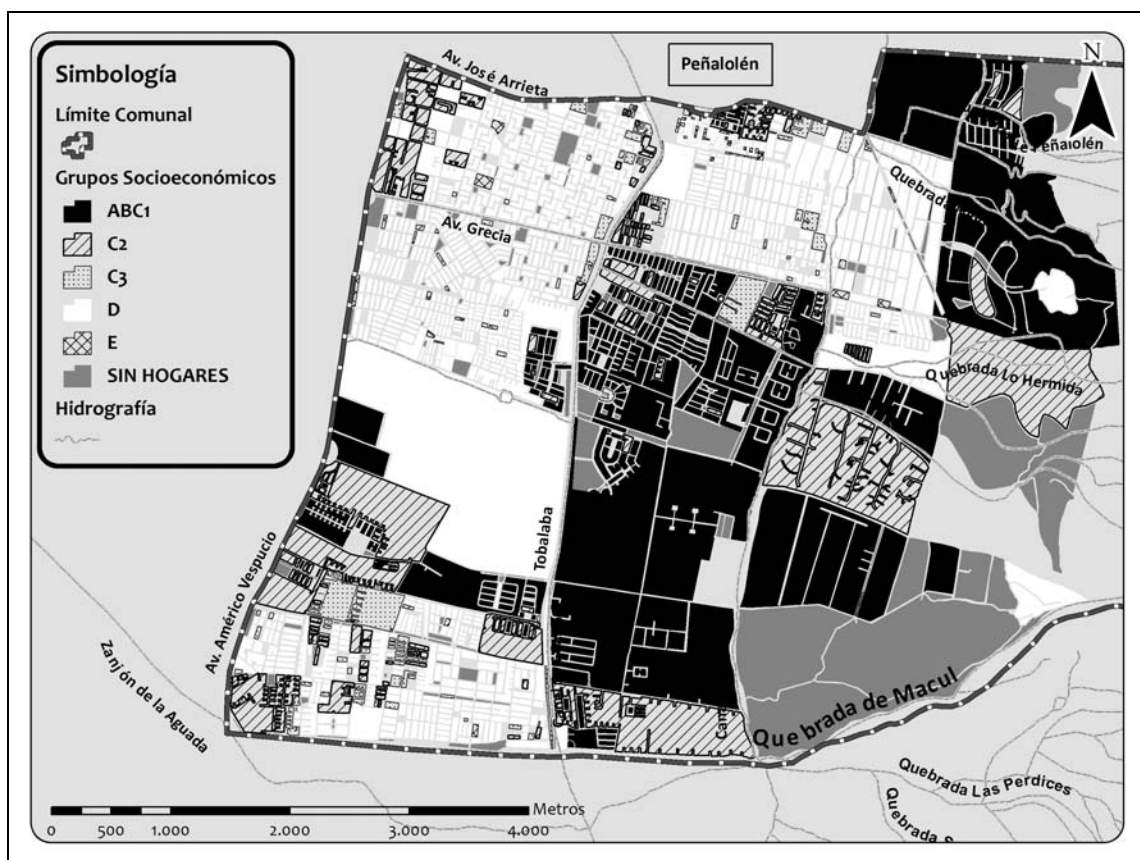 Simbología
Límite Comunal
Grupos Socioeconómicos
ABC1
C2
C3
D
E
SIN HOGARES
Hidrografía
Peñalolén
N
Av. José Arrieta
Peñalolén
Quebrada
Av. Grecia
Quebrada Lo Hermida
Tobalaba
Av. Américo Vespucio
Zanjón de la Aguada
Quebrada de Macul
Quebrada Las Perdices
Quebrada S
Metros
0 500 1.000 2.000 3.000 4.000